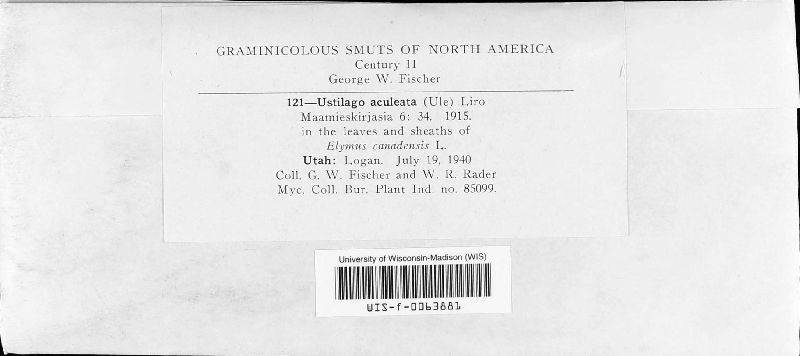 GRAMINICOLOUS SMUTS OF NORTH AMERICA
Century II
George W. Fischer
121—Ustilago aculeata (Ule) Liro
Maamieskirjasia 6: 34. 1915.
in the leaves and sheaths of
Elymus canadensis L.
Utah: Logan. July 19, 1940
Coll. G. W. Fischer and W. R. Rader
Myc. Coll. Bur. Plant Ind. no. 85099.
University of Wisconsin-Madison (WIS)
WIS-f-0063881